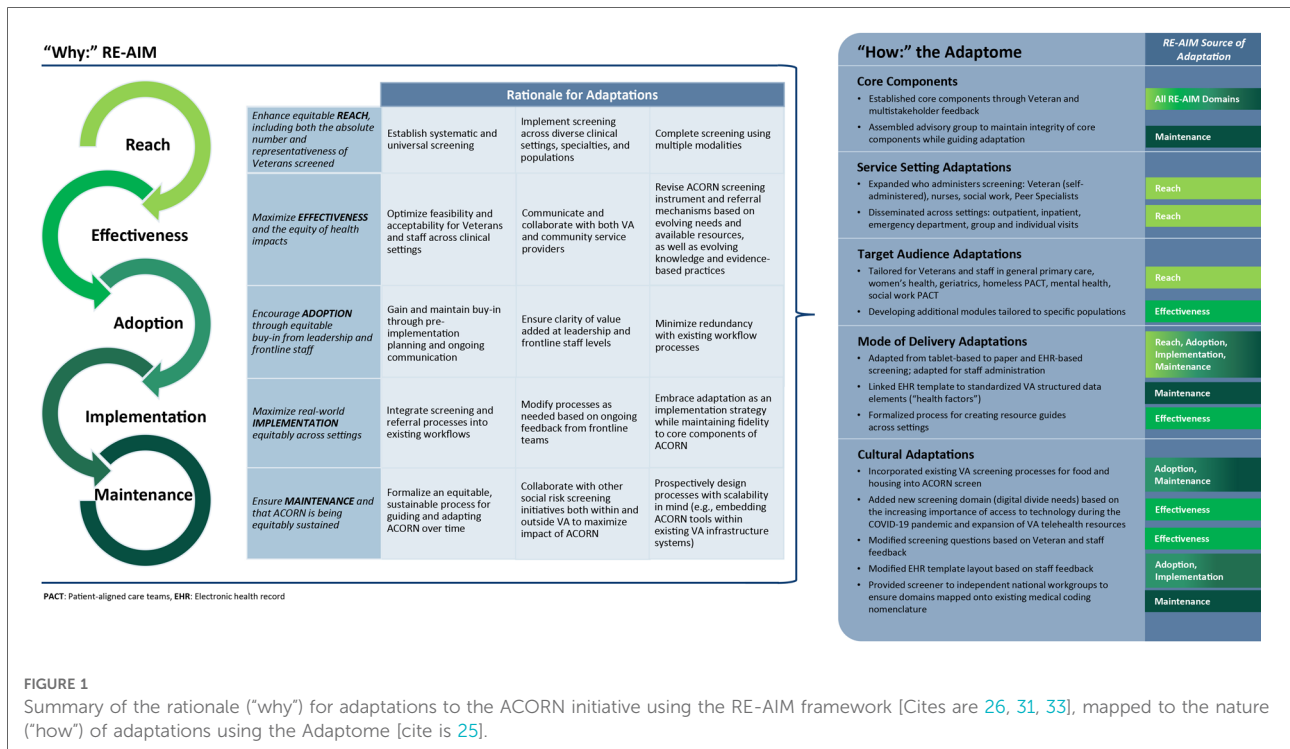 “Why:” RE-AIM
Reach
Effectiveness
Adoption
Implementation
Maintenance
Rationale for Adaptations
Enhance equitable REACH,
including both the absolute
number and
representativeness of
Veterans screened
Establish systematic and
universal screening
Implement screening
across diverse clinical
settings, specialties, and
populations
Complete screening using
multiple modalities
Maximize EFFECTIVENESS
and the equity of health
impacts
Optimize feasibility and
acceptability for Veterans
and staff across clinical
settings
Communicate and
collaborate with both VA
and community service
providers
Revise ACORN screening
instrument and referral
mechanisms based on
evolving needs and
available resources,
as well as evolving
knowledge and evidence-
based practices
Encourage ADOPTION
through equitable
buy-in from leadership and
frontline staff
Gain and maintain buy-in
through pre-
implementation
planning and ongoing
communication
Ensure clarity of value
added at leadership and
frontline staff levels
Minimize redundancy
with existing workflow
processes
Maximize real-world
IMPLEMENTATION
equitably across settings
Integrate screening and
referral processes into
existing workflows
Modify processes as
needed based on ongoing
feedback from frontline
teams
Embrace adaptation as an
implementation strategy
while maintaining fidelity
to core components of
ACORN
Ensure MAINTENANCE and
that ACORN is being
equitably sustained
Formalize an equitable,
sustainable process for
guiding and adapting
ACORN over time
Collaborate with other
social risk screening
initiatives both within and
outside VA to maximize
impact of ACORN
Prospectively design
processes with scalability
in mind (e.g., embedding
ACORN tools within
existing VA infrastructure
systems)
PACT: Patient-aligned care teams, EHR: Electronic health record
“How:” the Adaptome
RE-AIM Source of
Adaptation
Core Components
• Established core components through Veteran and
multistakeholder feedback
All RE-AIM Domains
• Assembled advisory group to maintain integrity of core
components while guiding adaptation
Maintenance
Service Setting Adaptations
• Expanded who administers screening: Veteran (self-
administered), nurses, social work, Peer Specialists
Reach
• Disseminated across settings: outpatient, inpatient,
emergency department, group and individual visits
Reach
Target Audience Adaptations
• Tailored for Veterans and staff in general primary care,
women’s health, geriatrics, homeless PACT, mental health,
social work PACT
Reach
• Developing additional modules tailored to specific populations
Effectiveness
Mode of Delivery Adaptations
• Adapted from tablet-based to paper and EHR-based
screening; adapted for staff administration
Reach, Adoption,
Implementation,
Maintenance
• Linked EHR template to standardized VA structured data
elements (“health factors”)
Maintenance
• Formalized process for creating resource guides
across settings
Effectiveness
Cultural Adaptations
• Incorporated existing VA screening processes for food and
housing into ACORN screen
Adoption,
Maintenance
• Added new screening domain (digital divide needs) based on
the increasing importance of access to technology during the
COVID-19 pandemic and expansion of VA telehealth resources
Effectiveness
• Modified screening questions based on Veteran and staff
feedback
Effectiveness
• Modified EHR template layout based on staff feedback
Adoption,
Implementation
• Provided screener to independent national workgroups to
ensure domains mapped onto existing medical coding
nomenclature
Maintenance
FIGURE 1
Summary of the rationale (“why”) for adaptations to the ACORN initiative using the RE-AIM framework [Cites are 26, 31, 33], mapped to the nature
(“how”) of adaptations using the Adaptome [cite is 25].